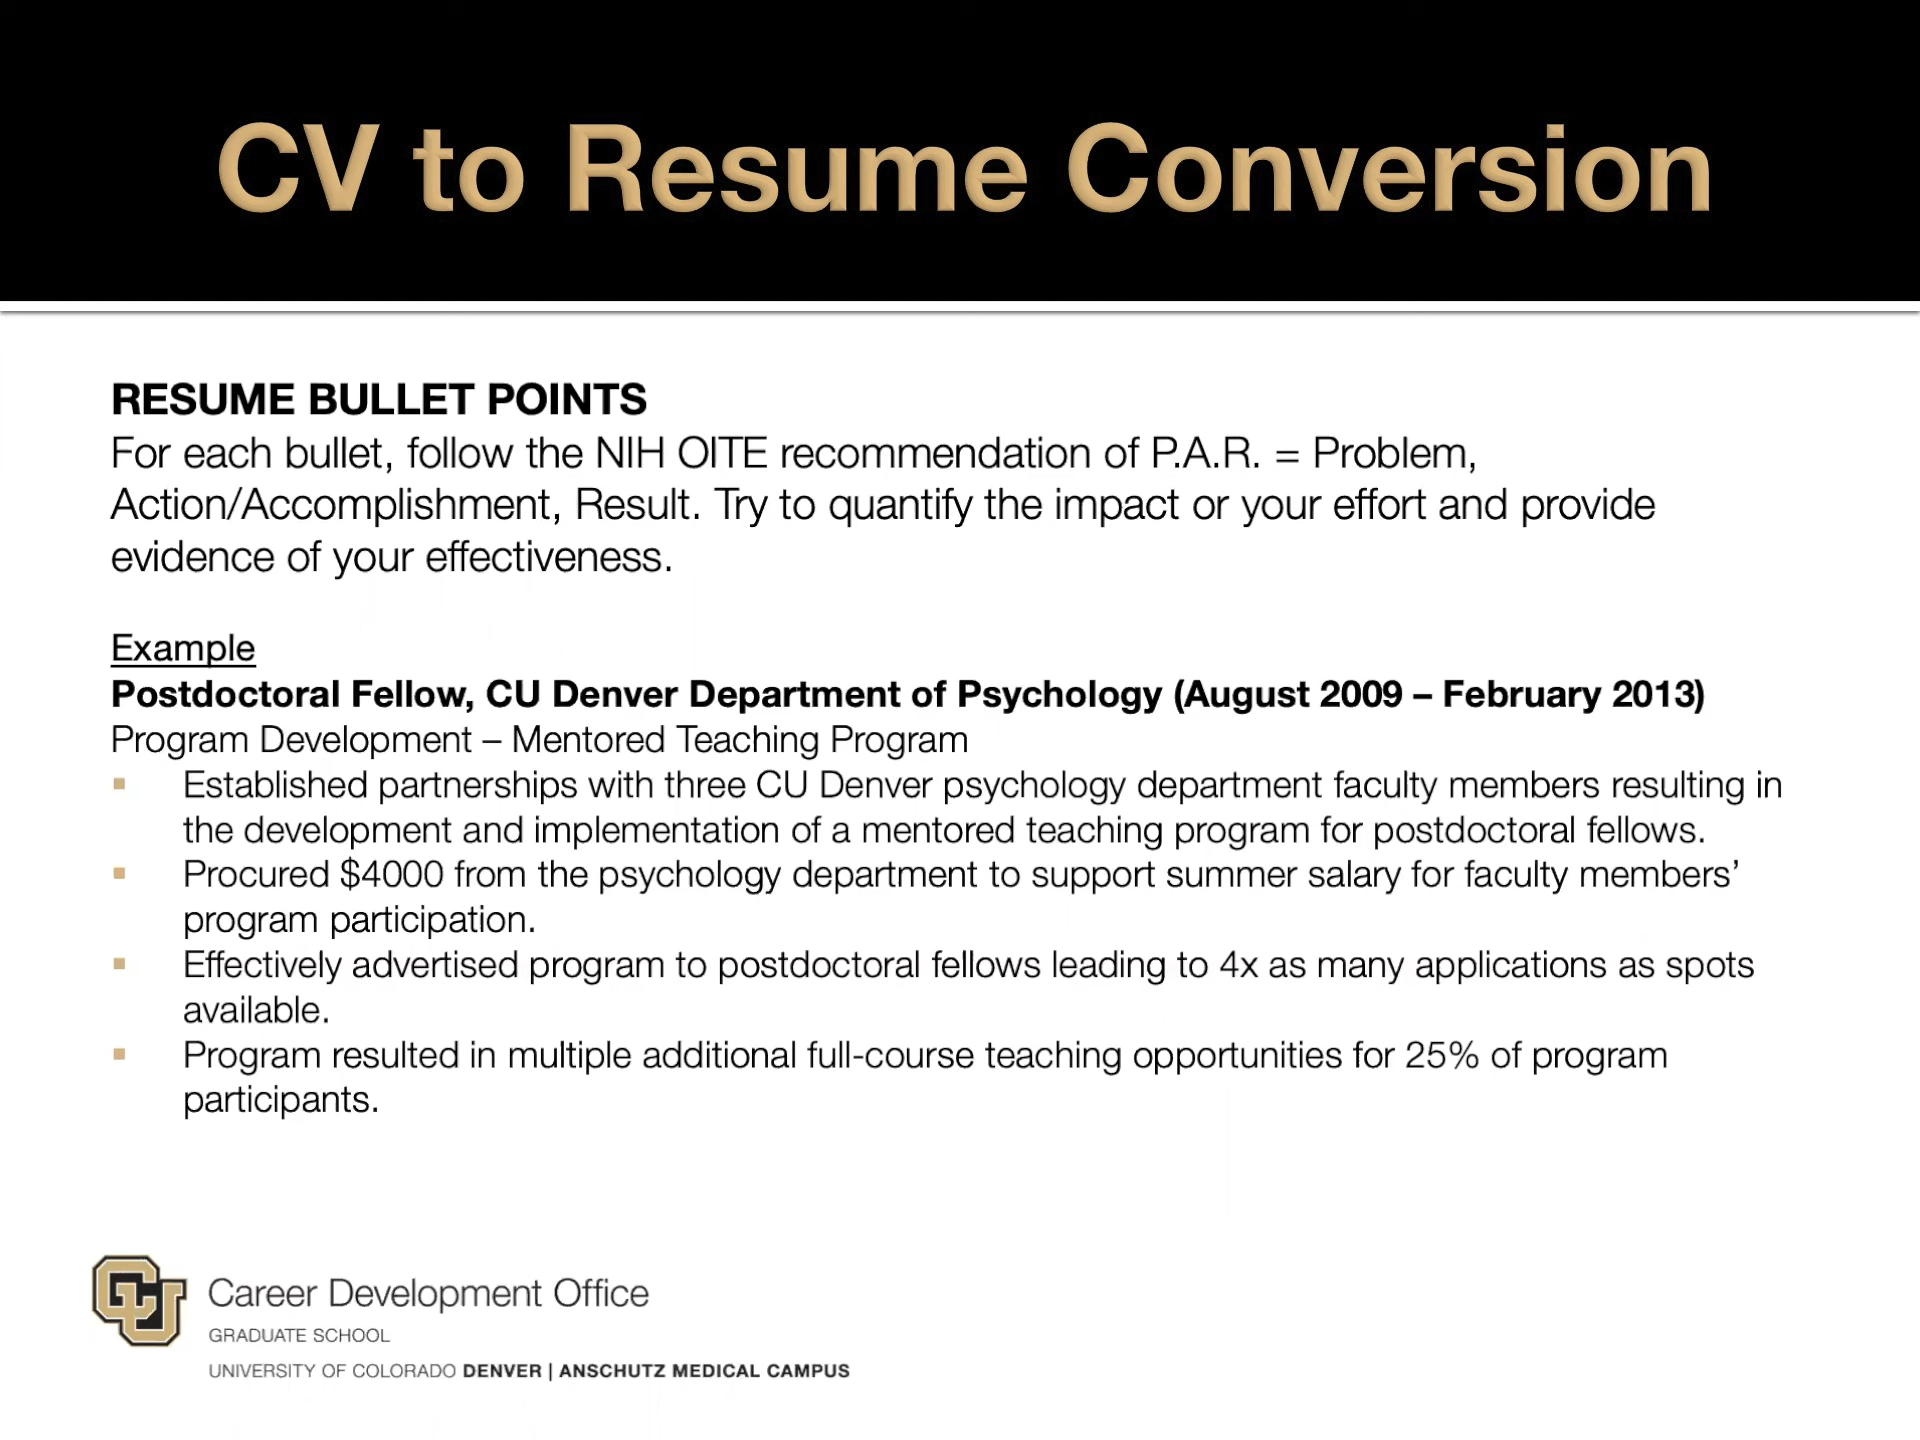 CV to Resume Conversion
RESUME BULLET POINTS
For each bullet, follow the NIH OITE recommendation of P.A.R. = Problem,
Action/Accomplishment, Result. Try to quantify the impact or your effort and provide
evidence of your effectiveness.
Example
Postdoctoral Fellow, CU Denver Department of Psychology (August 2009 – February 2013)
Program Development – Mentored Teaching Program
▪ Established partnerships with three CU Denver psychology department faculty members resulting in
the development and implementation of a mentored teaching program for postdoctoral fellows.
▪ Procured $4000 from the psychology department to support summer salary for faculty members’
program participation.
▪ Effectively advertised program to postdoctoral fellows leading to 4x as many applications as spots
available.
▪ Program resulted in multiple additional full-course teaching opportunities for 25% of program
participants.
CU
Career Development Office
GRADUATE SCHOOL
UNIVERSITY OF COLORADO DENVER | ANSCHUTZ MEDICAL CAMPUS